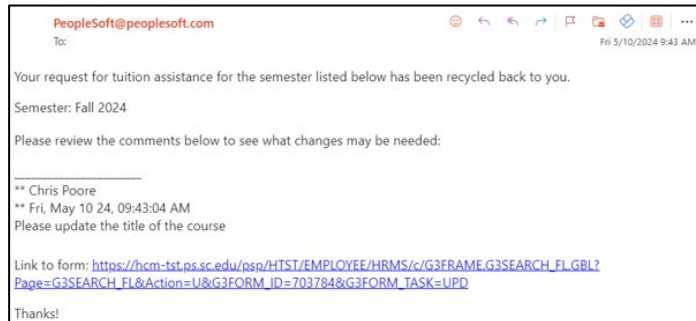 PeopleSoft@peoplesoft.com
To:
Fri 5/10/2024 9:43 AM
Your request for tuition assistance for the semester listed below has been recycled back to you.
Semester: Fall 2024
Please review the comments below to see what changes may be needed:
______________________
** Chris Poore
** Fri, May 10 24, 09:43:04 AM
Please update the title of the course
Link to form: https://hcm-tst.ps.sc.edu/psp/HTST/EMPLOYEE/HRMS/c/G3FRAME.G3SEARCH_FL.GBL?
Page=G3SEARCH_FL&Action=U&G3FORM_ID=703784&G3FORM_TASK=UPD
Thanks!